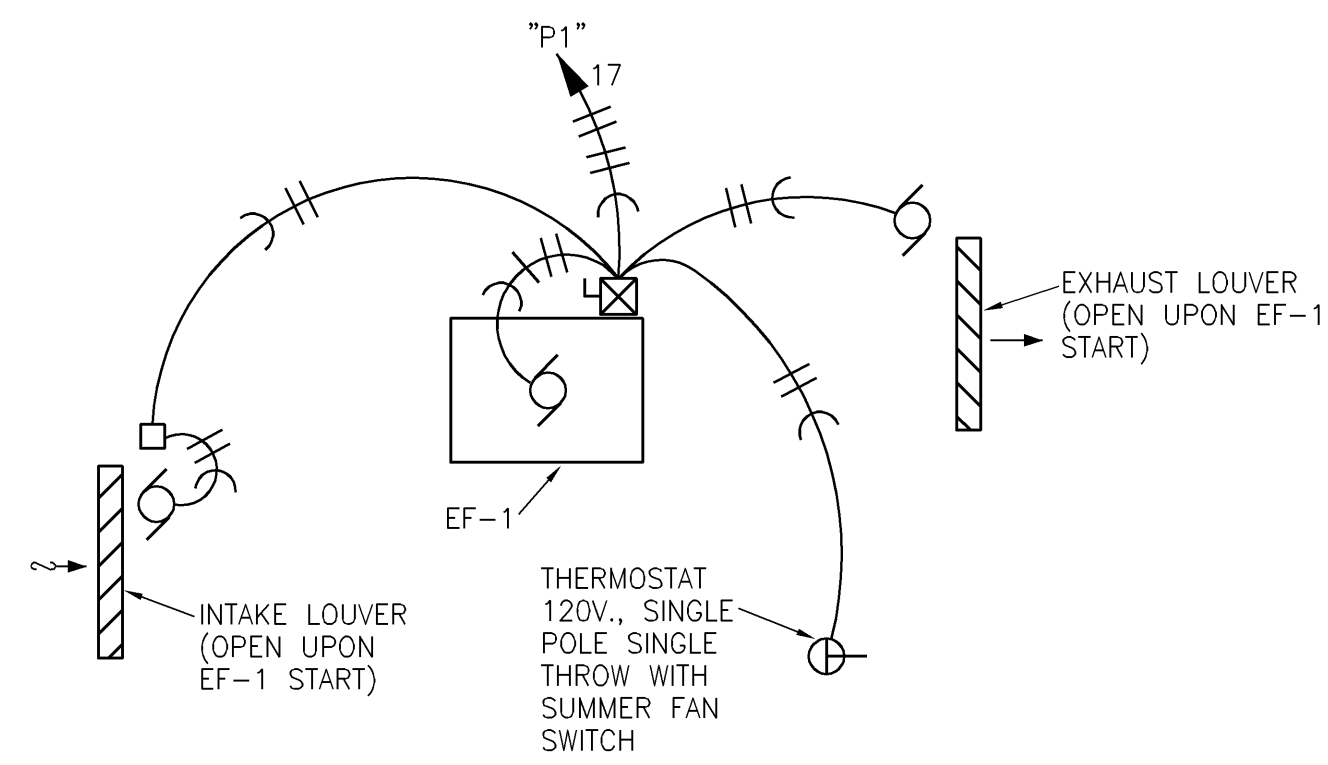 "P1"
17
EXHAUST LOUVER
(OPEN UPON EF-1
START)
EF-1
THERMOSTAT
120V., SINGLE
POLE SINGLE
THROW WITH
SUMMER FAN
SWITCH
INTAKE LOUVER
(OPEN UPON
EF-1 START)